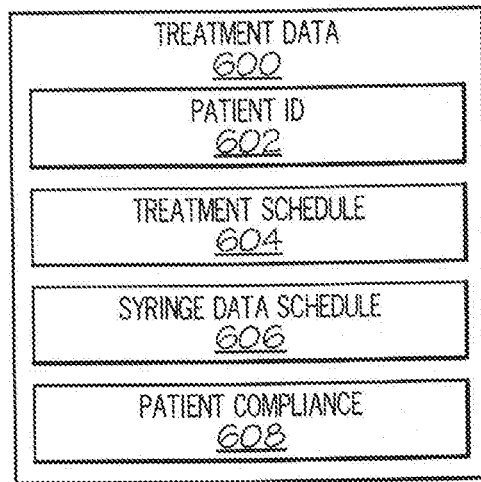 TREATMENT DATA
600
PATIENT ID
602
TREATMENT SCHEDULE
604
SYRINGE DATA SCHEDULE
606
PATIENT COMPLIANCE
608